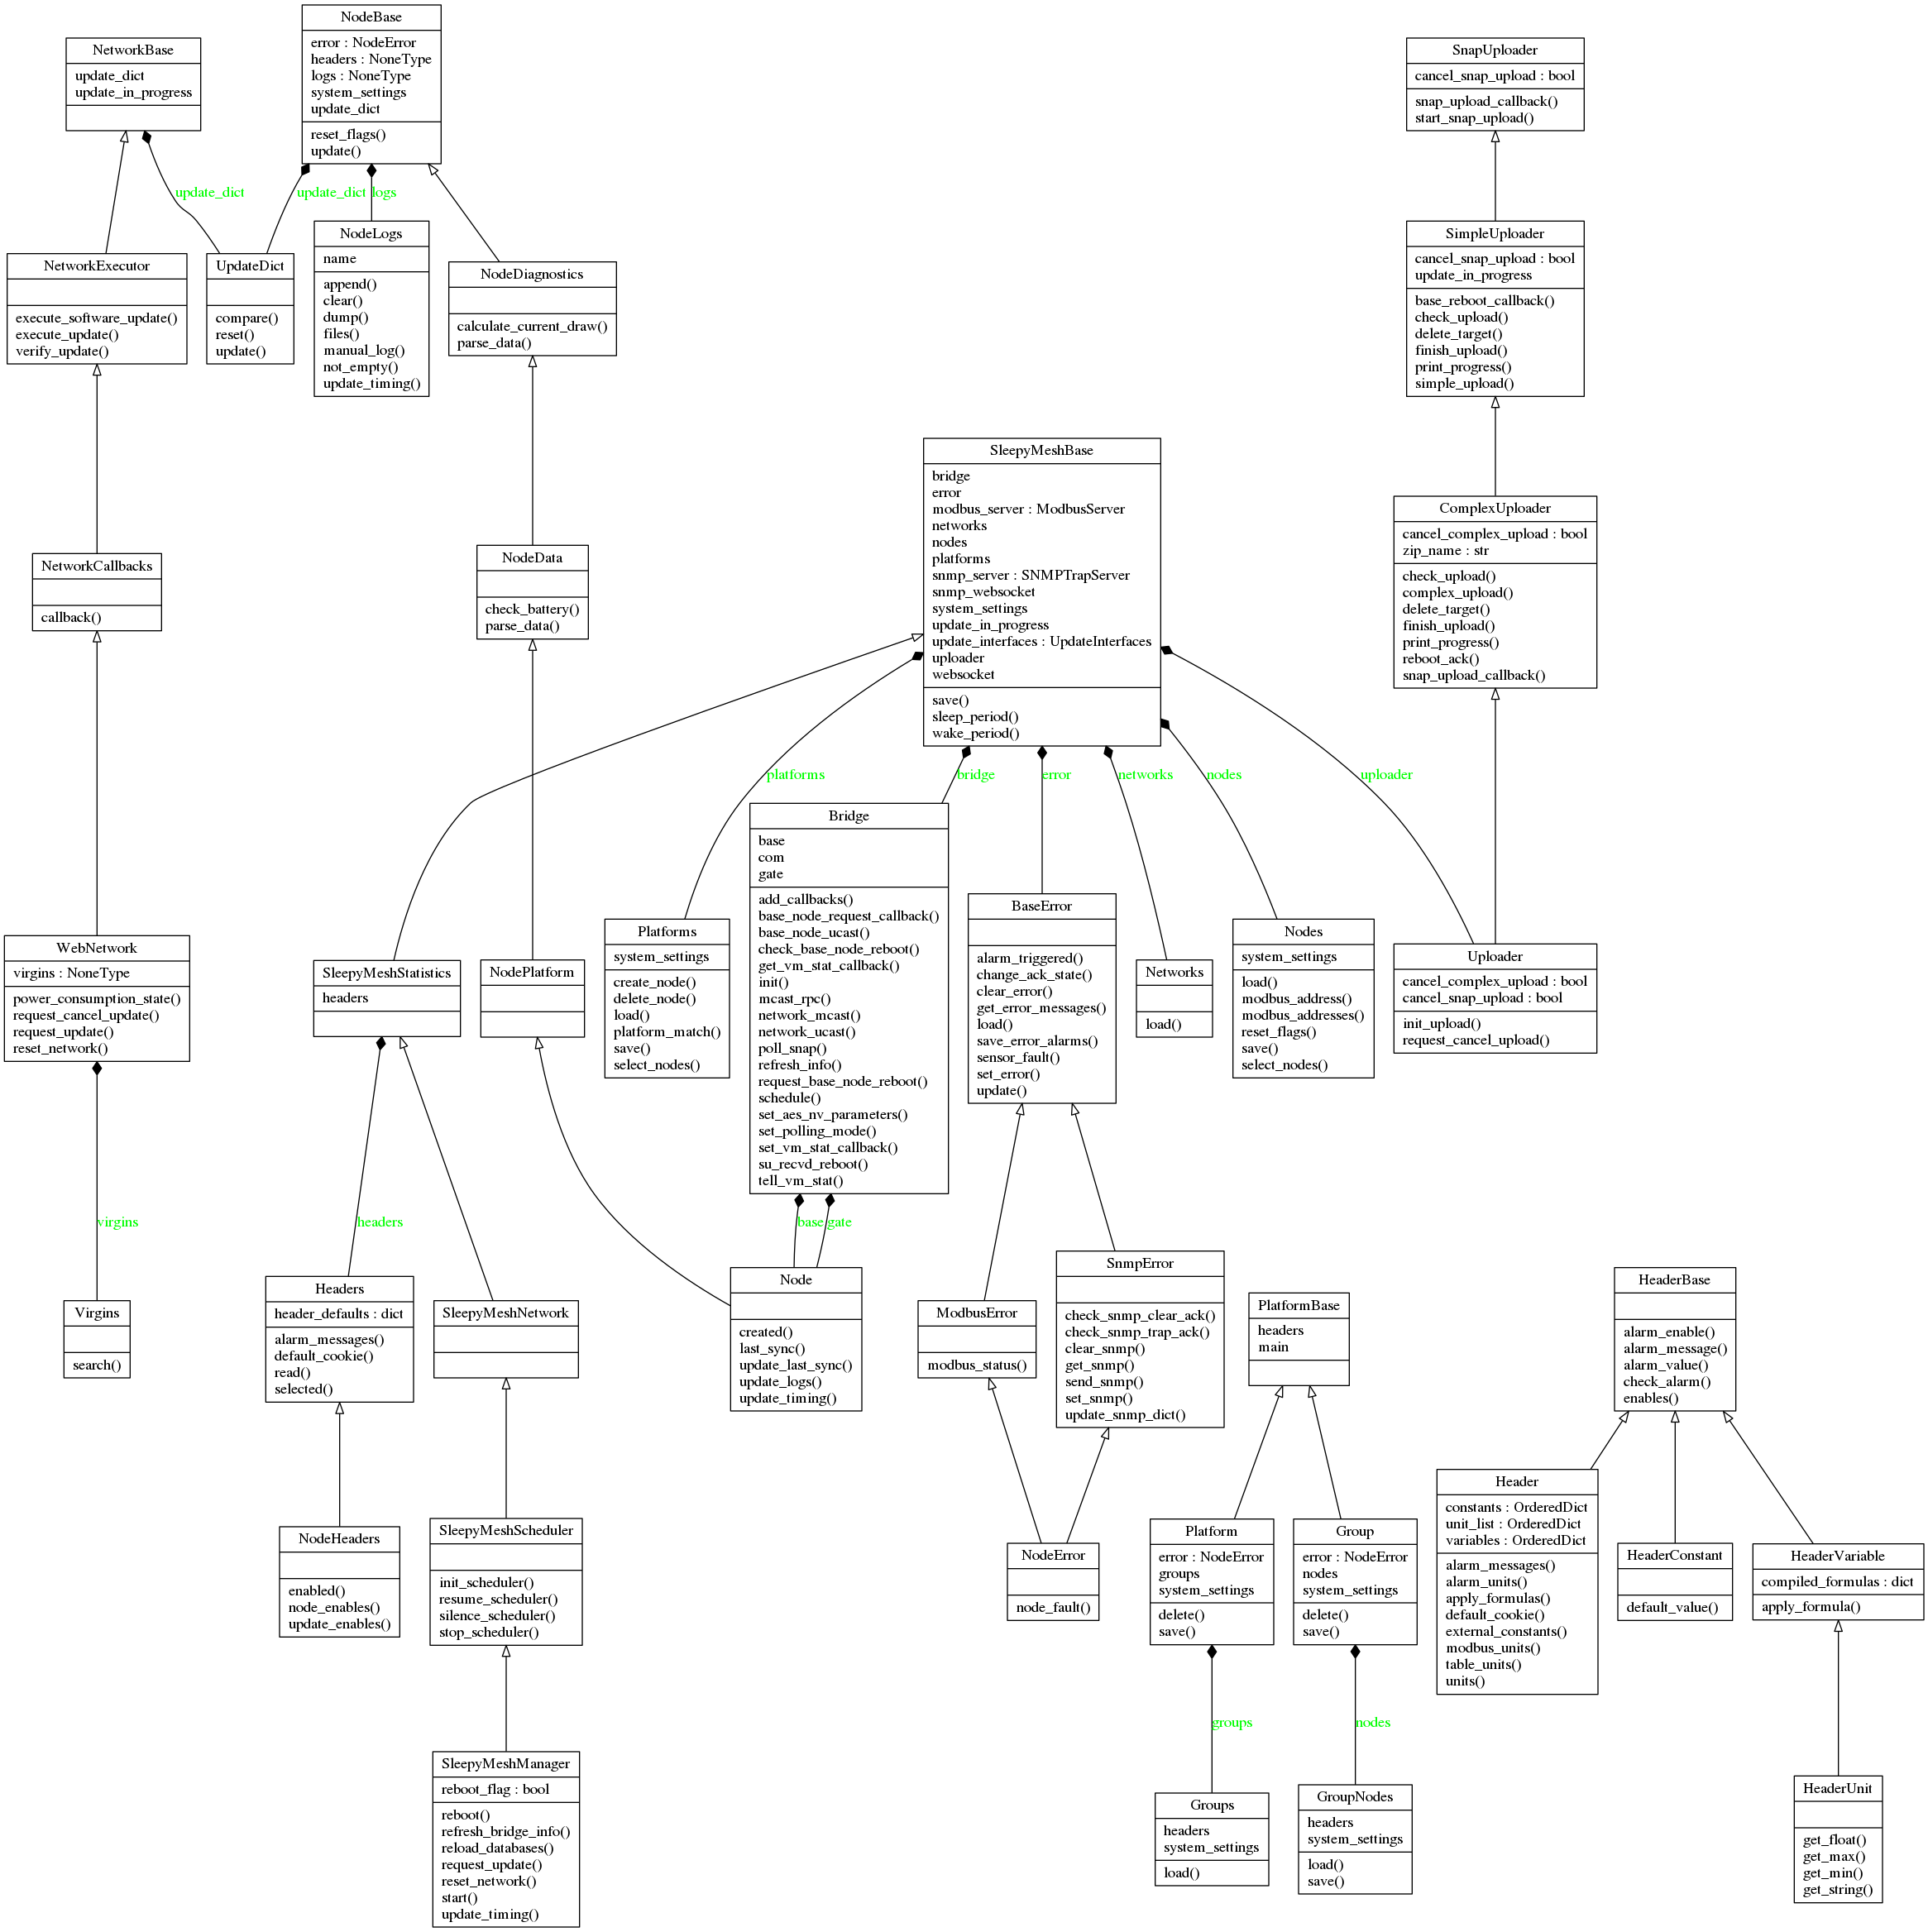 NodeBase
error : NodeError
headers : NoneType
logs : NoneType
system_settings
update_dict
reset_flags()
update()
NetworkBase
update_dict
update_in_progress
SnapUploader
cancel_snap_upload : bool
snap_upload_callback()
start_snap_upload()
update_dict
update_dict
logs
NetworkExecutor
execute_software_update()
execute_update()
verify_update()
UpdateDict
compare()
reset()
update()
NodeLogs
name
append()
clear()
dump()
files()
manual_log()
not_empty()
update_timing()
NodeDiagnostics
calculate_current_draw()
parse_data()
SimpleUploader
cancel_snap_upload : bool
update_in_progress
base_reboot_callback()
check_upload()
delete_target()
finish_upload()
print_progress()
simple_upload()
NetworkCallbacks
callback()
NodeData
check_battery()
parse_data()
SleepyMeshBase
bridge
error
modbus_server : ModbusServer
networks
nodes
platforms
snmp_server : SNMPTrapServer
snmp_websocket
system_settings
update_in_progress
update_interfaces : UpdateInterfaces
uploader
websocket
save()
sleep_period()
wake_period()
ComplexUploader
cancel_complex_upload : bool
zip_name : str
check_upload()
complex_upload()
delete_target()
finish_upload()
print_progress()
reboot_ack()
snap_upload_callback()
platforms
bridge
error
networks
nodes
uploader
WebNetwork
virgins : NoneType
power_consumption_state()
request_cancel_update()
request_update()
reset_network()
SleepyMeshStatistics
headers
NodePlatform
Platforms
system_settings
create_node()
delete_node()
load()
platform_match()
save()
select_nodes()
Bridge
base
com
gate
add_callbacks()
base_node_request_callback()
base_node_ucast()
check_base_node_reboot()
get_vm_stat_callback()
init()
mcast_rpc()
network_mcast()
network_ucast()
poll_snap()
refresh_info()
request_base_node_reboot()
schedule()
set_aes_nv_parameters()
set_polling_mode()
set_vm_stat_callback()
su_recvd_reboot()
tell_vm_stat()
BaseError
alarm_triggered()
change_ack_state()
clear_error()
get_error_messages()
load()
save_error_alarms()
sensor_fault()
set_error()
update()
Networks
load()
Nodes
system_settings
load()
modbus_address()
modbus_addresses()
reset_flags()
save()
select_nodes()
Uploader
cancel_complex_upload : bool
cancel_snap_upload : bool
init_upload()
request_cancel_upload()
virgins
headers
base
gate
Virgins
search()
Headers
header_defaults : dict
alarm_messages()
default_cookie()
read()
selected()
SleepyMeshNetwork
Node
created()
last_sync()
update_last_sync()
update_logs()
update_timing()
ModbusError
modbus_status()
SnmpError
check_snmp_clear_ack()
check_snmp_trap_ack()
clear_snmp()
get_snmp()
send_snmp()
set_snmp()
update_snmp_dict()
PlatformBase
headers
main
HeaderBase
alarm_enable()
alarm_message()
alarm_value()
check_alarm()
enables()
NodeHeaders
enabled()
node_enables()
update_enables()
SleepyMeshScheduler
init_scheduler()
resume_scheduler()
silence_scheduler()
stop_scheduler()
NodeError
node_fault()
Platform
error : NodeError
groups
system_settings
delete()
save()
Group
error : NodeError
nodes
system_settings
delete()
save()
Header
constants : OrderedDict
unit_list : OrderedDict
variables : OrderedDict
alarm_messages()
alarm_units()
apply_formulas()
default_cookie()
external_constants()
modbus_units()
table_units()
units()
HeaderConstant
default_value()
HeaderVariable
compiled_formulas : dict
apply_formula()
groups
nodes
SleepyMeshManager
reboot_flag : bool
reboot()
refresh_bridge_info()
reload_databases()
request_update()
reset_network()
start()
update_timing()
Groups
headers
system_settings
load()
GroupNodes
headers
system_settings
load()
save()
HeaderUnit
get_float()
get_max()
get_min()
get_string()